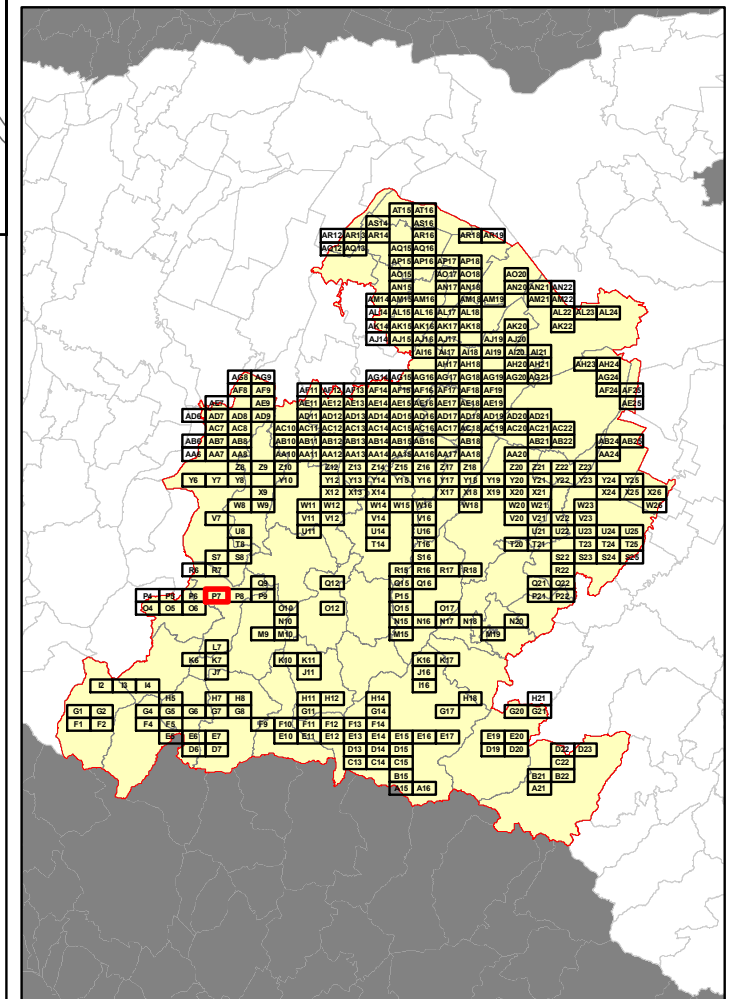 AT15 AT16
AS14 AS16
AR12 AR13 AR14 AR16 AR18 AR19
AQ12 AQ13 AQ15 AQ16
AP15 AP16 AP17 AP18
AO15 AO17 AO18 AO20
AN15 AN17 AN18 AN20 AN21 AN22
AM14 AM15 AM16 AM18 AM19 AM21 AM22
AL14 AL15 AL16 AL17 AL18 AL22 AL23 AL24
AK14 AK15 AK16 AK17 AK18 AK20 AK22
AJ14 AJ15 AJ16 AJ17 AJ19 AJ20
AI16 AI17 AI18 AI19 AI20 AI21
AH17 AH18 AH20 AH21 AH23 AH24
AG8 AG9 AG14 AG15 AG16 AG17 AG18 AG19 AG20 AG21 AG24
AF8 AF9 AF11 AF12 AF13 AF14 AF15 AF16 AF17 AF18 AF19 AF24 AF25
AE7 AE9 AE11 AE12 AE13 AE14 AE15 AE16 AE17 AE18 AE19 AE25
AD6 AD7 AD8 AD9 AD11 AD12 AD13 AD14 AD15 AD16 AD17 AD18 AD19 AD20 AD21
AC7 AC8 AC10 AC11 AC12 AC13 AC14 AC15 AC16 AC17 AC18 AC19 AC20 AC21 AC22
AB6 AB7 AB8 AB10 AB11 AB12 AB13 AB14 AB15 AB16 AB18 AB21 AB22 AB24 AB25
AA6 AA7 AA8 AA10 AA11 AA12 AA13 AA14 AA15 AA16 AA17 AA18 AA20 AA24
Z8 Z9 Z10 Z12 Z13 Z14 Z15 Z16 Z17 Z18 Z20 Z21 Z22 Z23
Y6 Y7 Y8 Y10 Y12 Y13 Y14 Y15 Y16 Y17 Y18 Y19 Y20 Y21 Y22 Y23 Y24 Y25
X9 X12 X13 X14 X17 X18 X19 X20 X21 X24 X25 X26
W8 W9 W11 W12 W14 W15 W16 W18 W20 W21 W23 W26
V7 V11 V12 V14 V16 V20 V21 V22 V23
U8 U11 U14 U16 U21 U22 U23 U24 U25
T8 T14 T16 T20 T21 T23 T24 T25
S7 S8 S16 S22 S23 S24 S25
R6 R7 R15 R16 R17 R18 R22
Q9 Q12 Q15 Q16 Q21 Q22
P4 P5 P6 P7 P8 P9 P15 P21 P22
O4 O5 O6 O10 O12 O15 O17
N10 N15 N16 N17 N18 N20
M9 M10 M15 M19
L7
K6 K7 K10 K11 K16 K17
J7 J11 J16
I2 I3 I4 I16
H5 H7 H8 H11 H12 H14 H18 H21
G1 G2 G4 G5 G6 G7 G8 G11 G14 G17 G20 G21
F1 F2 F4 F5 F9 F10 F11 F12 F13 F14
E5 E6 E7 E10 E11 E12 E13 E14 E15 E16 E17 E19 E20
D6 D7 D13 D14 D15 D19 D20 D22 D23
C13 C14 C15 C22
B15 B21 B22
A15 A16 A21